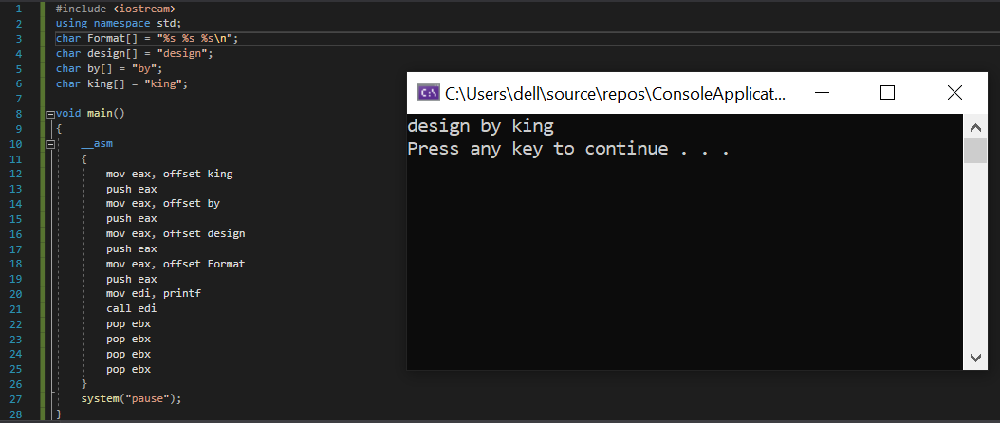 1 #include <iostream>
2 using namespace std;
3 char Format[] = "%s %s %s\n";
4 char design[] = "design";
5 char by[] = "by";
6 char king[] = "king";
7
8 void main()
9 {
10 __asm
11 {
12 mov eax, offset king
13 push eax
14 mov eax, offset by
15 push eax
16 mov eax, offset design
17 push eax
18 mov eax, offset Format
19 push eax
20 mov edi, printf
21 call edi
22 pop ebx
23 pop ebx
24 pop ebx
25 pop ebx
26 }
27 system("pause");
28 }
C:\Users\dell\source\repos\ConsoleApplicat...
design by king
Press any key to continue . . .